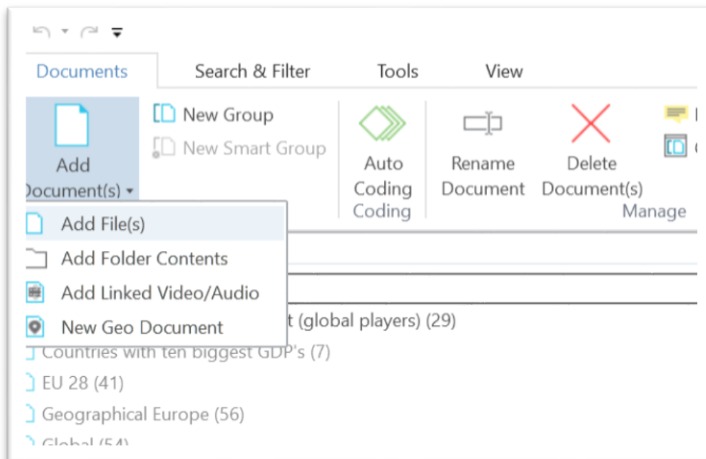 Documents Search & Filter Tools View
New Group
New Smart Group
Add
Document(s)
Auto
Coding
Coding
Rename
Document
Delete
Document(s)
Manage
Add File(s)
Add Folder Contents
Add Linked Video/Audio
New Geo Document
(global players) (29)
Countries with ten biggest GDP's (7)
EU 28 (41)
Geographical Europe (56)
Global (54)